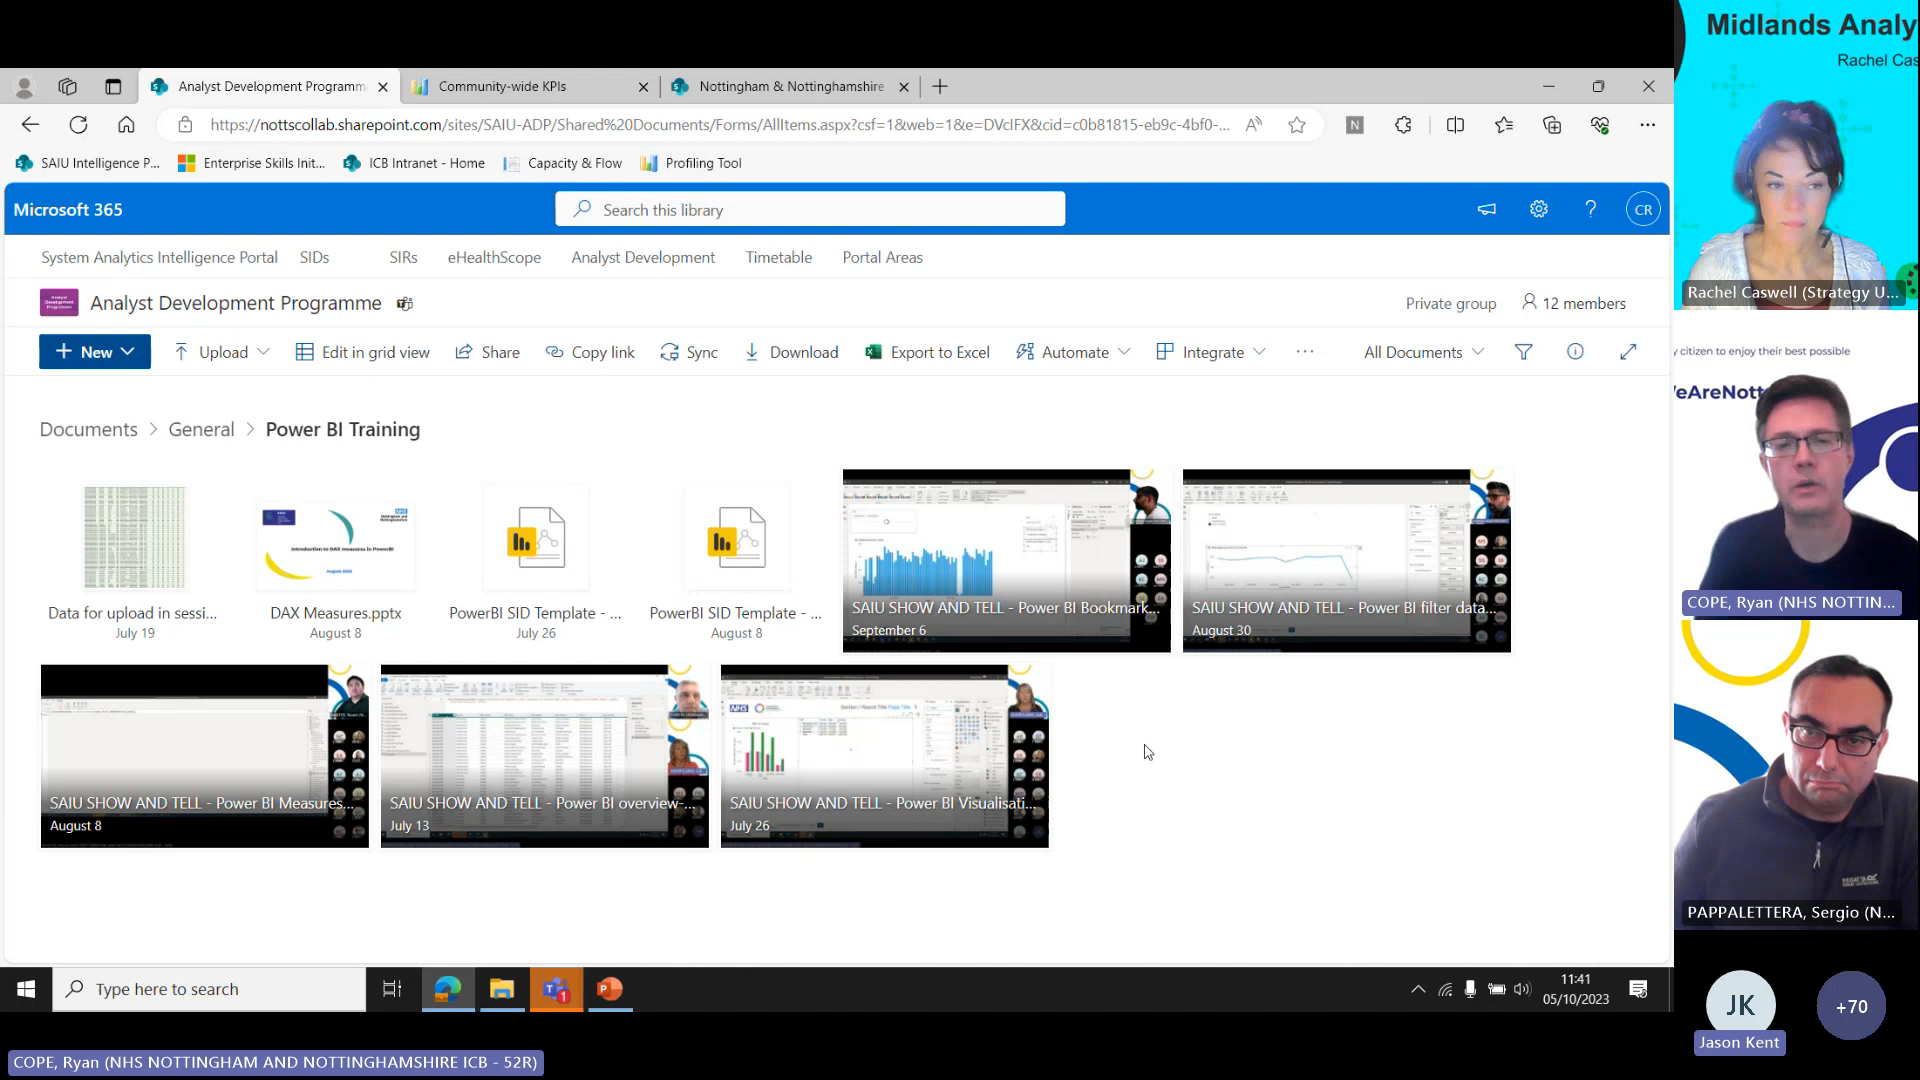 Analyst Development Programm
Community-wide KPIs
Nottingham & Nottinghamshire
https://nottscollab.sharepoint.com/sites/SAIU-ADP/Shared%20Documents/Forms/AllItems.aspx?csf=1&web=1&e=DVcIFX&cid=c0b81815-eb9c-4bf0-...
SAIU Intelligence P...
Enterprise Skills Init...
ICB Intranet - Home
Capacity & Flow
Profiling Tool
Microsoft 365
Search this library
CR
System Analytics Intelligence Portal
SIDs
SIRs
eHealthScope
Analyst Development
Timetable
Portal Areas
Analyst Development Programme
Private group
12 members
New
Upload
Edit in grid view
Share
Copy link
Sync
Download
Export to Excel
Automate
Integrate
All Documents
Documents > General > Power BI Training
Introduction to DAX measures in PowerBI
Data for upload in sessi...
July 19
DAX Measures.pptx
August 8
PowerBI SID Template - ...
July 26
PowerBI SID Template - ...
August 8
SAIU SHOW AND TELL - Power BI Bookmark...
September 6
SAIU SHOW AND TELL - Power BI filter data...
August 30
SAIU SHOW AND TELL - Power BI Measures...
August 8
SAIU SHOW AND TELL - Power BI overview-...
July 13
NHS
SAIU SHOW AND TELL - Power BI Visualisati...
July 26
Type here to search
11:41
05/10/2023
COPE, Ryan (NHS NOTTINGHAM AND NOTTINGHAMSHIRE ICB - 52R)
Midlands Analy
Rachel Cas
Rachel Caswell (Strategy U...
y citizen to enjoy their best possible
eAreNott
COPE, Ryan (NHS NOTTIN...
PAPPALETTERA, Sergio (N...
JK
+70
Jason Kent